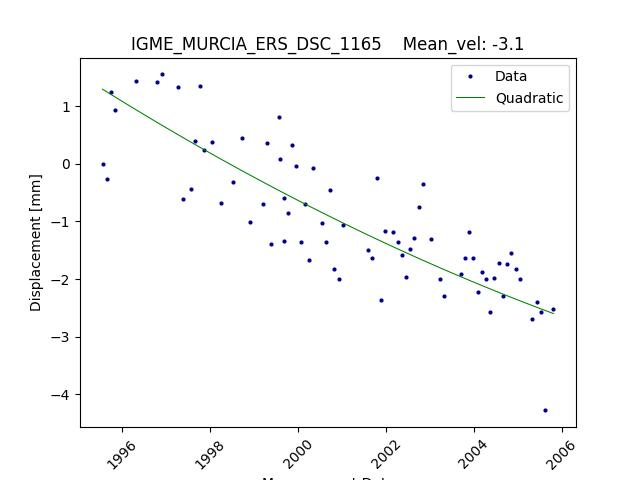 IGME_MURCIA_ERS_DSC_1165 Mean_vel: -3.1
Data
Quadratic
Displacement [mm]
1
0
−1
−2
−3
−4
1996 1998 2000 2002 2004 2006